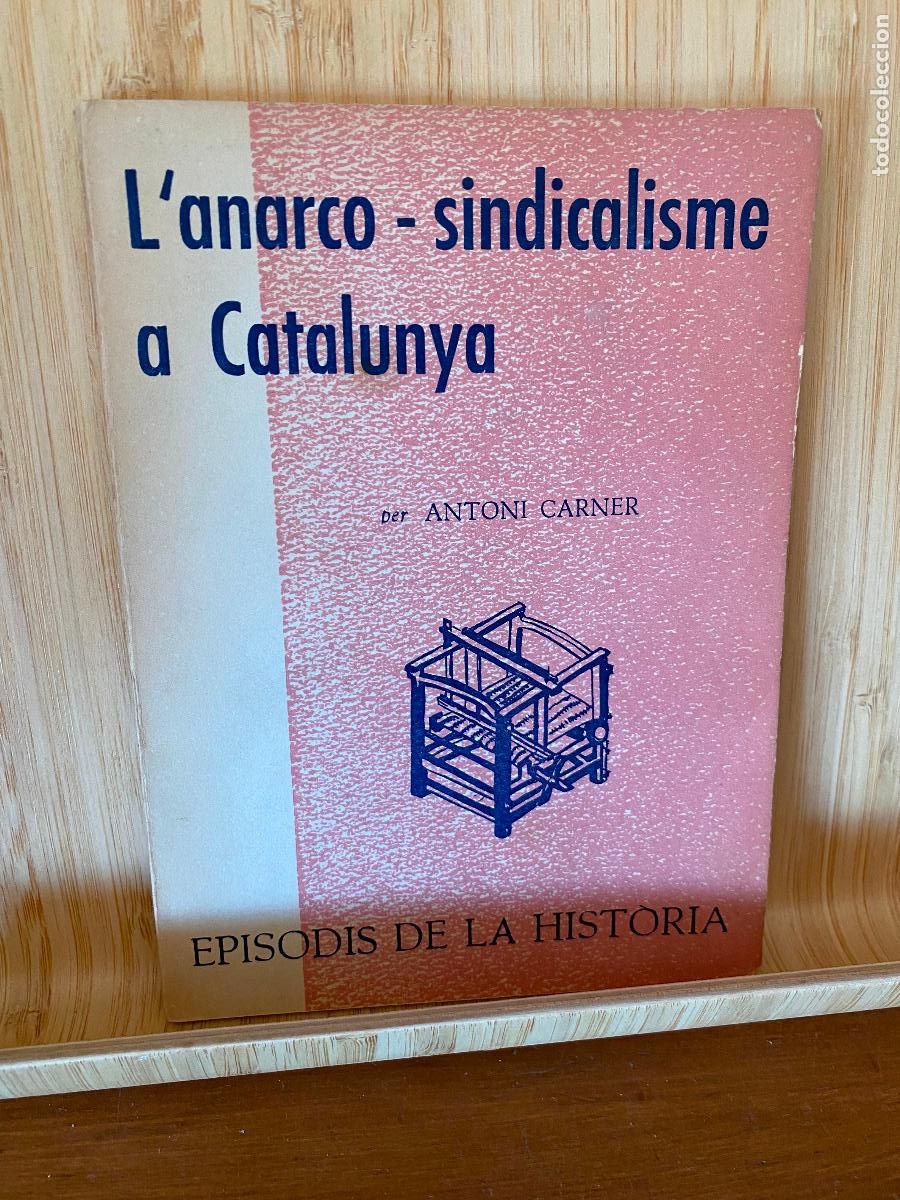 L'anarco - sindicalisme
a Catalunya
per ANTONI CARNER
EPISODIS DE LA HISTÒRIA
todocoleccion